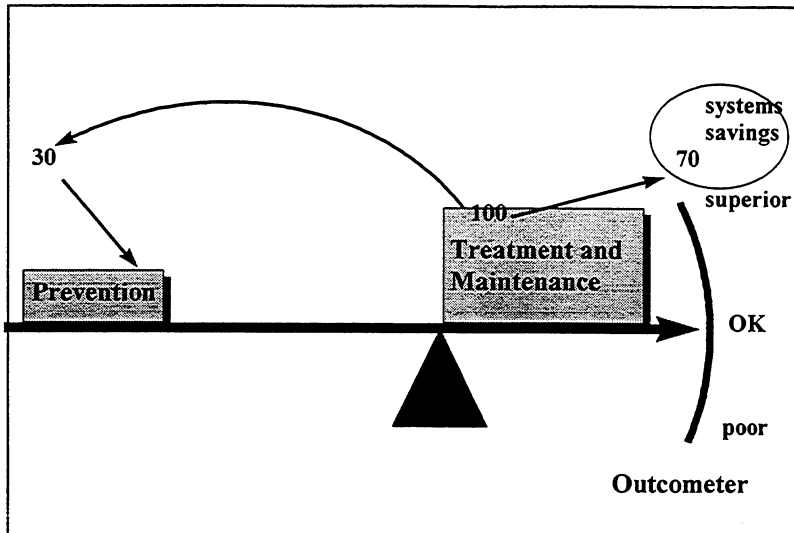 systems
savings
70
30
superior
100
Treatment and
Maintenance
Prevention
OK
poor
Outcometer